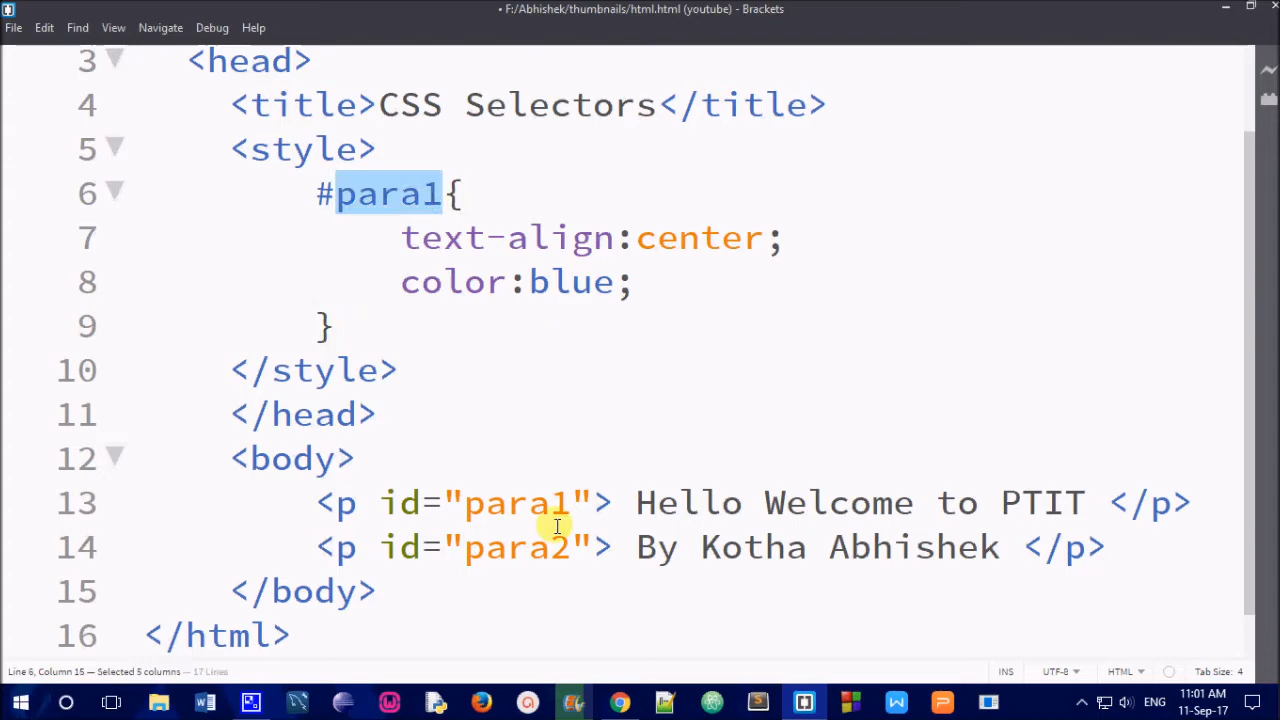 • F:/Abhishek/thumbnails/html.html (youtube) - Brackets
File Edit Find View Navigate Debug Help
3 <head>
4 <title>CSS Selectors</title>
5 <style>
6 #para1{
7 text-align:center;
8 color:blue;
9 }
10 </style>
11 </head>
12 <body>
13 <p id="para1"> Hello Welcome to PTIT </p>
14 <p id="para2"> By Kotha Abhishek </p>
15 </body>
16 </html>
Line 6, Column 15 — Selected 5 columns — 17 Lines INS UTF-8 HTML Tab Size: 4
ENG 11:01 AM
11-Sep-17